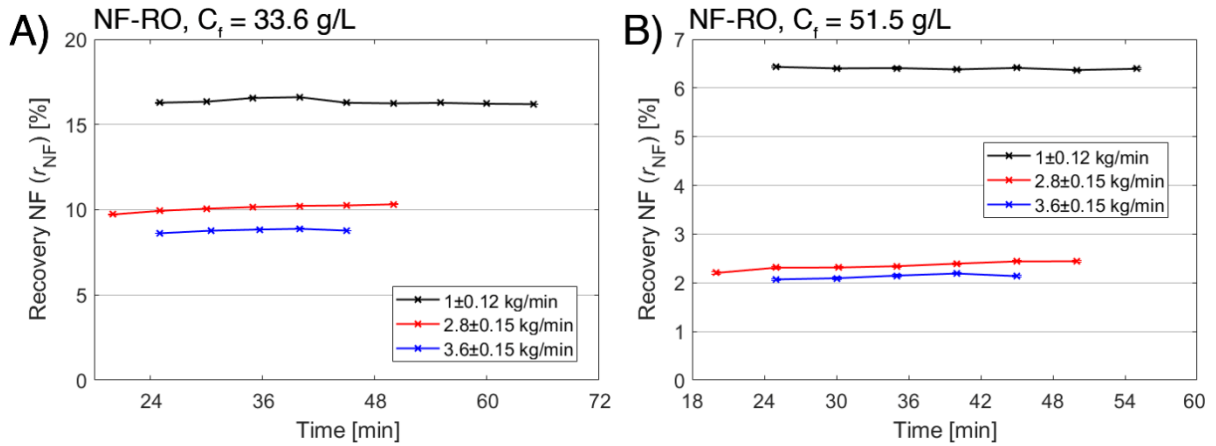 A)
NF-RO, C_f = 33.6 g/L
20
15
10
5
0
Recovery NF (r_NF) [%]
24 36 48 60 72
Time [min]
1±0.12 kg/min
2.8±0.15 kg/min
3.6±0.15 kg/min
B)
NF-RO, C_f = 51.5 g/L
7
6
5
4
3
2
1
0
Recovery NF (r_NF) [%]
18 24 30 36 42 48 54 60
Time [min]
1±0.12 kg/min
2.8±0.15 kg/min
3.6±0.15 kg/min